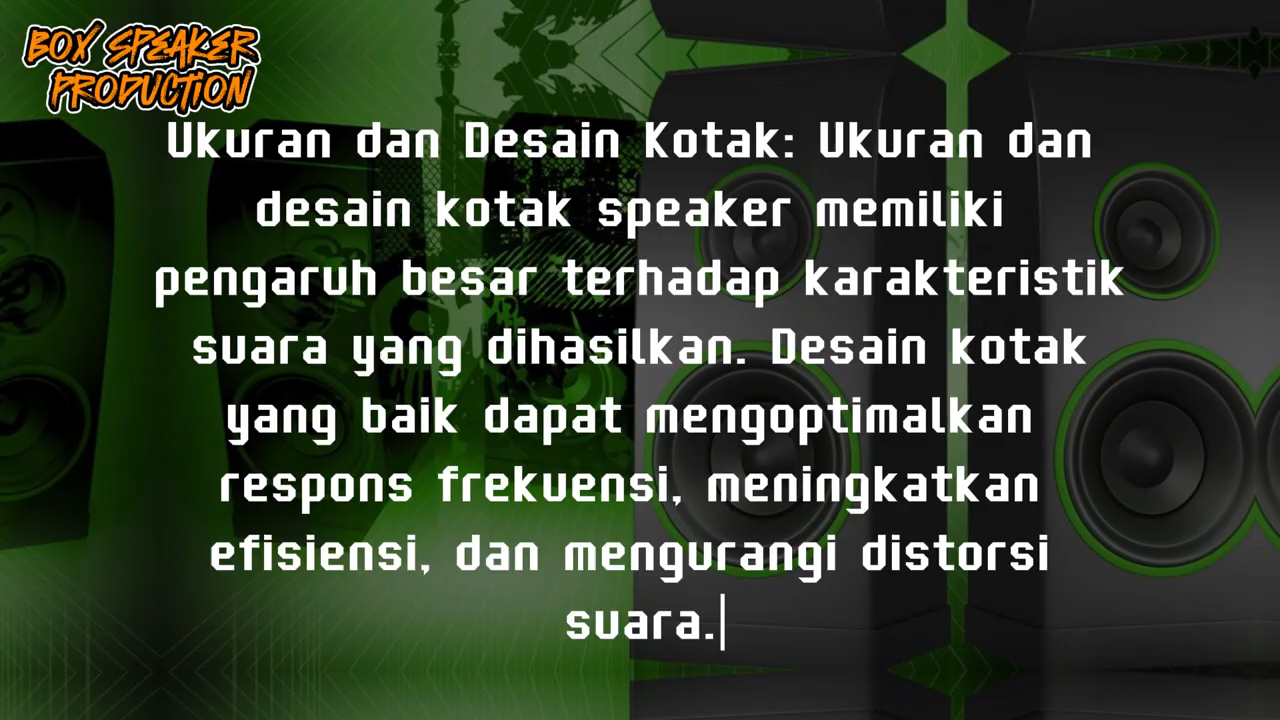 BOX SPEAKER
PRODUCTION
Ukuran dan Desain Kotak: Ukuran dan
desain kotak speaker memiliki
pengaruh besar terhadap karakteristik
suara yang dihasilkan. Desain kotak
yang baik dapat mengoptimalkan
respons frekuensi, meningkatkan
efisiensi, dan mengurangi distorsi
suara.